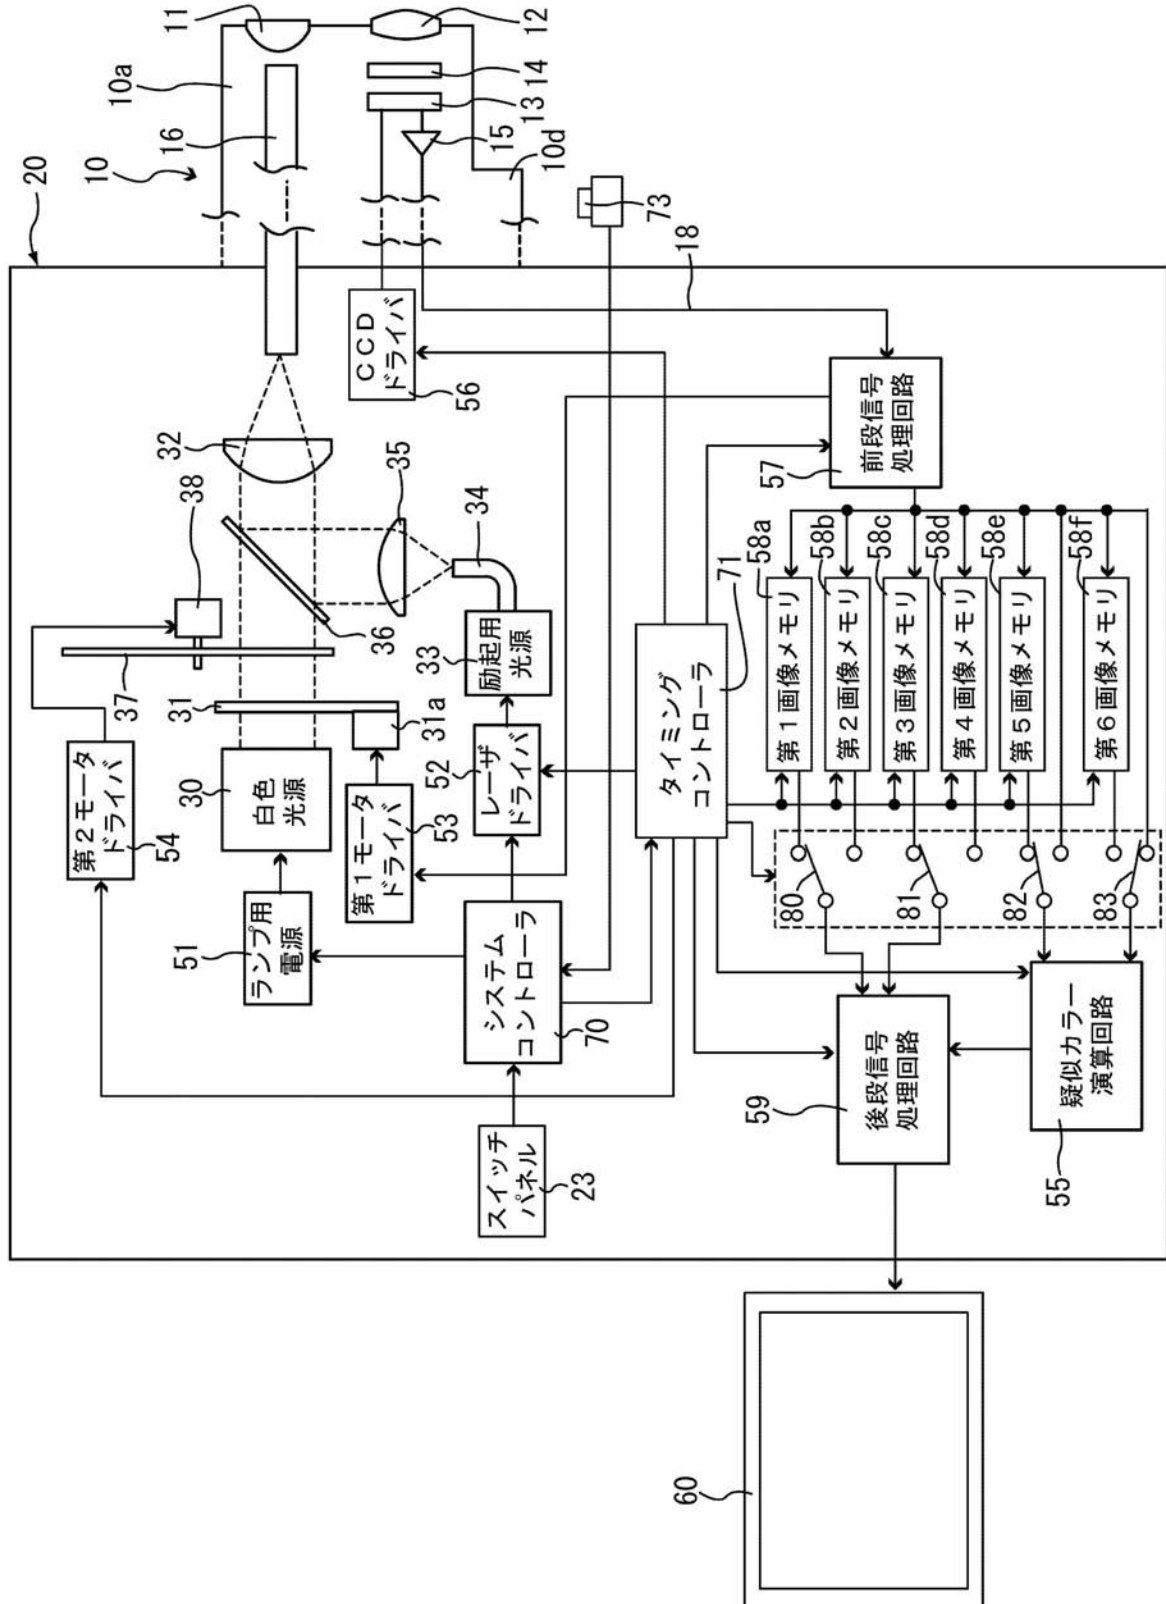 60
スイッチ
パネル
23
59
後段信号
処理回路
55
疑似カラー
演算回路
51
ランプ用
電源
システム
コントローラ
70
第2モータ
ドライバ
54
30
白色
光源
第1モータ
ドライバ
53
52
レーザ
ドライバ
タイミング
コントローラ
71
80
81
82
83
37
31
31a
33
励起用
光源
第1画像メモリ
58a
第2画像メモリ
58b
第3画像メモリ
58c
第4画像メモリ
58d
第5画像メモリ
58e
第6画像メモリ
58f
38
36
34
35
32
57
前段信号
処理回路
CCD
ドライバ
56
18
73
20
10
16
10a
11
12
14
13
15
10d